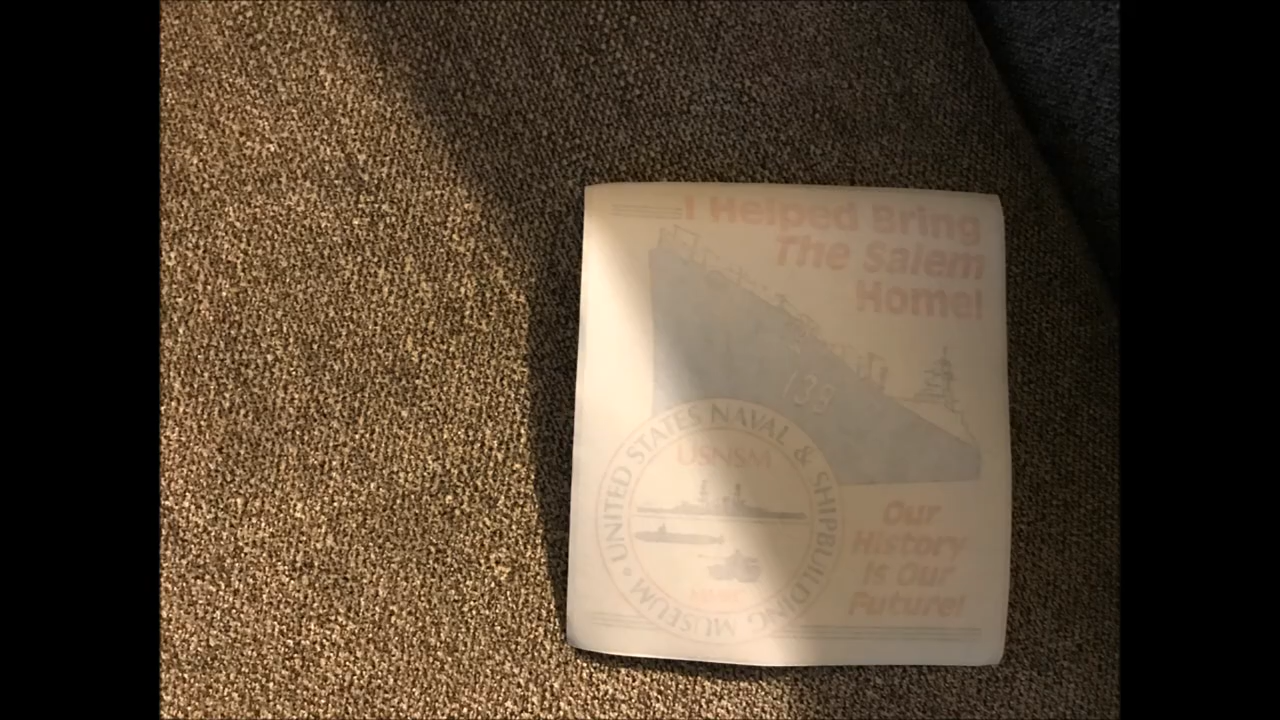 I Helped Bring
The Salem
Home!
139
UNITED STATES NAVAL & SHIPBUILDING MUSEUM
USNSM
Our
History
Is Our
Future!